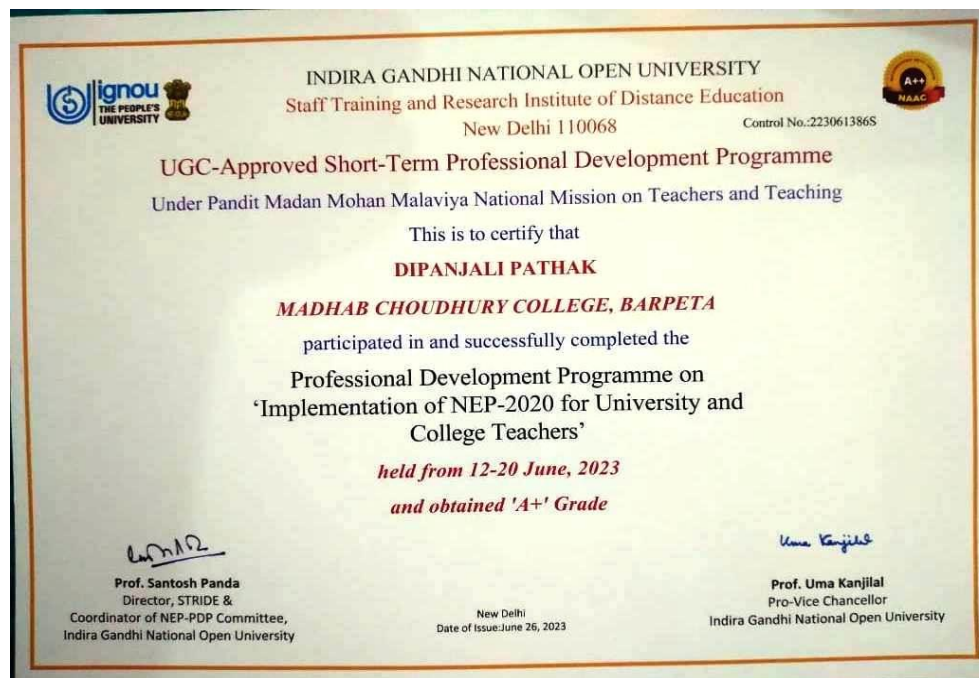 ignou
THE PEOPLE'S
UNIVERSITY
INDIRA GANDHI NATIONAL OPEN UNIVERSITY
Staff Training and Research Institute of Distance Education
New Delhi 110068
A++
NAAC
Control No.:223061386S
UGC-Approved Short-Term Professional Development Programme
Under Pandit Madan Mohan Malaviya National Mission on Teachers and Teaching
This is to certify that
DIPANJALI PATHAK
MADHAB CHOUDHURY COLLEGE, BARPETA
participated in and successfully completed the
Professional Development Programme on
‘Implementation of NEP-2020 for University and
College Teachers’
held from 12-20 June, 2023
and obtained 'A+' Grade
Prof. Santosh Panda
Director, STRIDE &
Coordinator of NEP-PDP Committee,
Indira Gandhi National Open University
New Delhi
Date of Issue:June 26, 2023
Uma Kanjilal
Prof. Uma Kanjilal
Pro-Vice Chancellor
Indira Gandhi National Open University